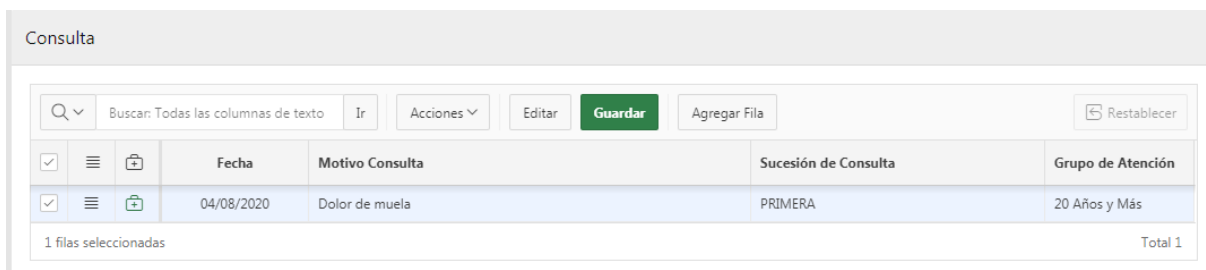 Consulta
Buscar: Todas las columnas de texto Ir Acciones Editar Guardar Agregar Fila Restablecer
Fecha Motivo Consulta Sucesión de Consulta Grupo de Atención
04/08/2020 Dolor de muela PRIMERA 20 Años y Más
1 filas seleccionadas Total 1